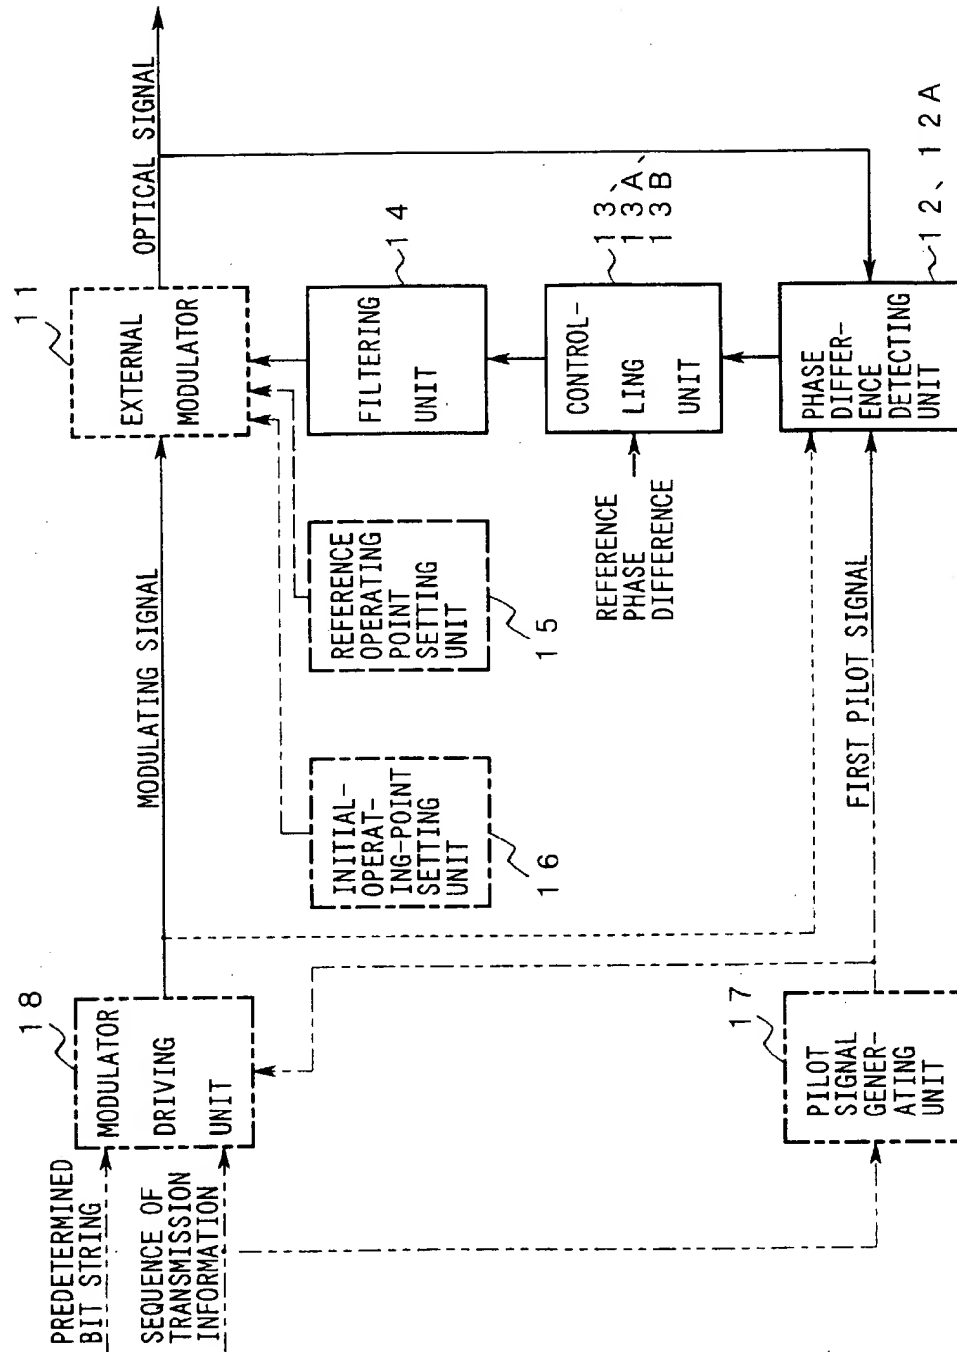 PREDETERMINED
BIT STRING
SEQUENCE OF
TRANSMISSION
INFORMATION
18
MODULATOR
DRIVING
UNIT
MODULATING SIGNAL
11
EXTERNAL
MODULATOR
OPTICAL SIGNAL
INITIAL-
OPERAT-
ING-POINT
SETTING
UNIT
16
REFERENCE
OPERATING
POINT
SETTING
UNIT
15
FILTERING
UNIT
14
REFERENCE
PHASE
DIFFERENCE
CONTROL-
LING
UNIT
13、
13A、
13B
17
PILOT
SIGNAL
GENER-
ATING
UNIT
FIRST PILOT SIGNAL
PHASE
DIFFER-
ENCE
DETECTING
UNIT
12、12A